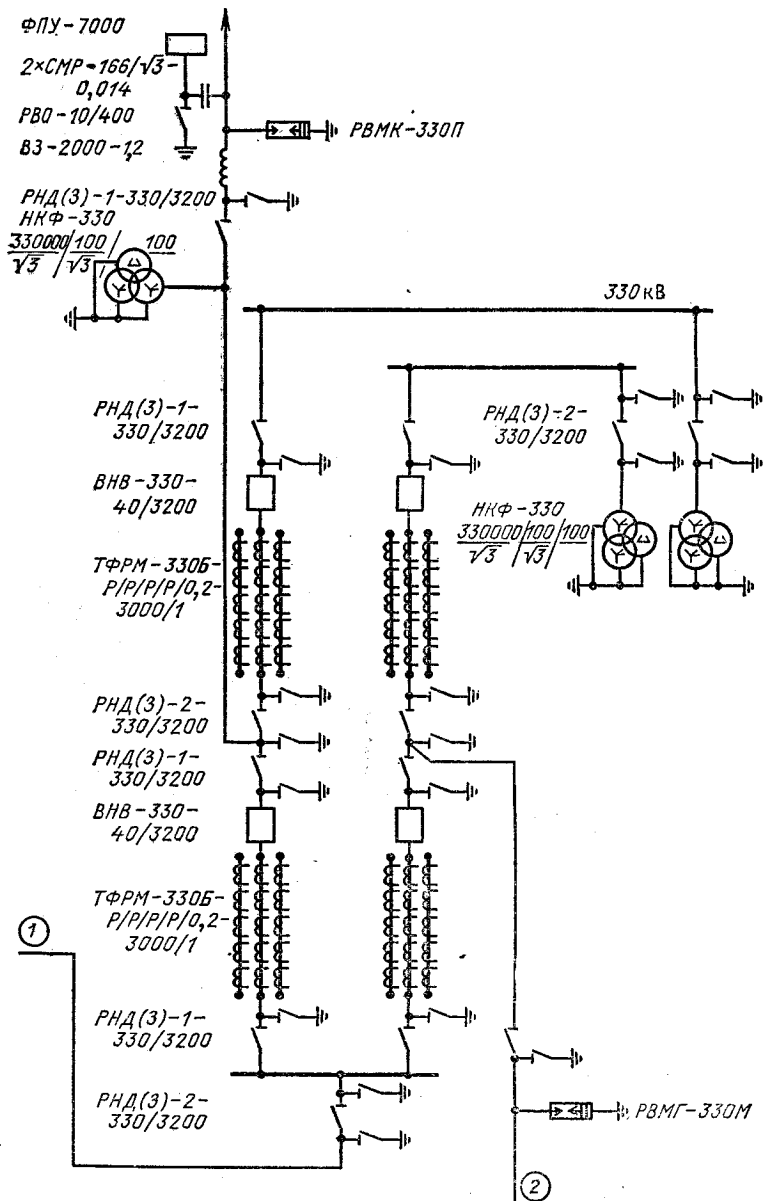 ФПУ-7000
2×СМР-166/√3-
0,014
РВО-10/400
ВЗ-2000-1,2
РВМК-330П
РНД(З)-1-330/3200
НКФ-330
330000/√3/100/√3/100
330 кВ
РНД(З)-1-
330/3200
РНД(З)-2-
330/3200
ВНВ-330-
40/3200
НКФ-330
330000/√3/100/√3/100
ТФРМ-330Б-
Р/Р/Р/Р/0,2-
3000/1
РНД(З)-2-
330/3200
РНД(З)-1-
330/3200
ВНВ-330-
40/3200
ТФРМ-330Б-
Р/Р/Р/Р/0,2-
3000/1
1
РНД(З)-1-
330/3200
РНД(З)-2-
330/3200
РВМГ-330М
2